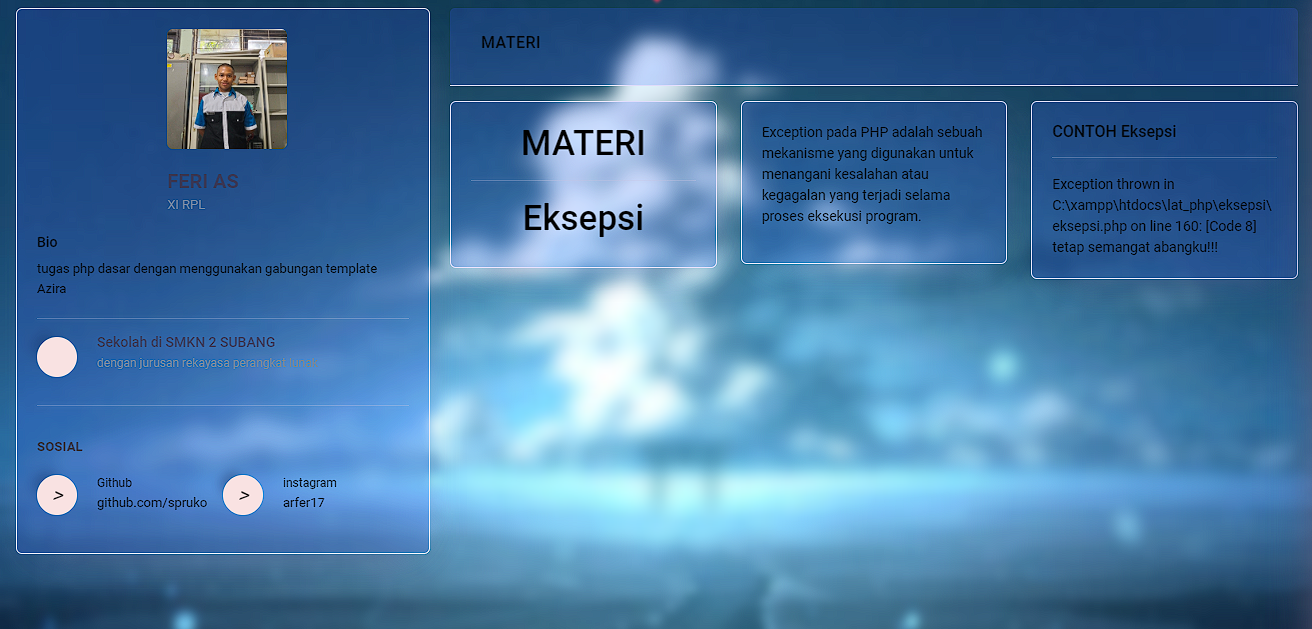 FERI AS
XI RPL
Bio
tugas php dasar dengan menggunakan gabungan template
Azira
Sekolah di SMKN 2 SUBANG
dengan jurusan rekayasa perangkat lunak
SOSIAL
>
Github
github.com/spruko
>
instagram
arfer17
MATERI
MATERI
Eksepsi
Exception pada PHP adalah sebuah
mekanisme yang digunakan untuk
menangani kesalahan atau
kegagalan yang terjadi selama
proses eksekusi program.
CONTOH Eksepsi
Exception thrown in
C:\xampp\htdocs\lat_php\eksepsi\
eksepsi.php on line 160: [Code 8]
tetap semangat abangku!!!